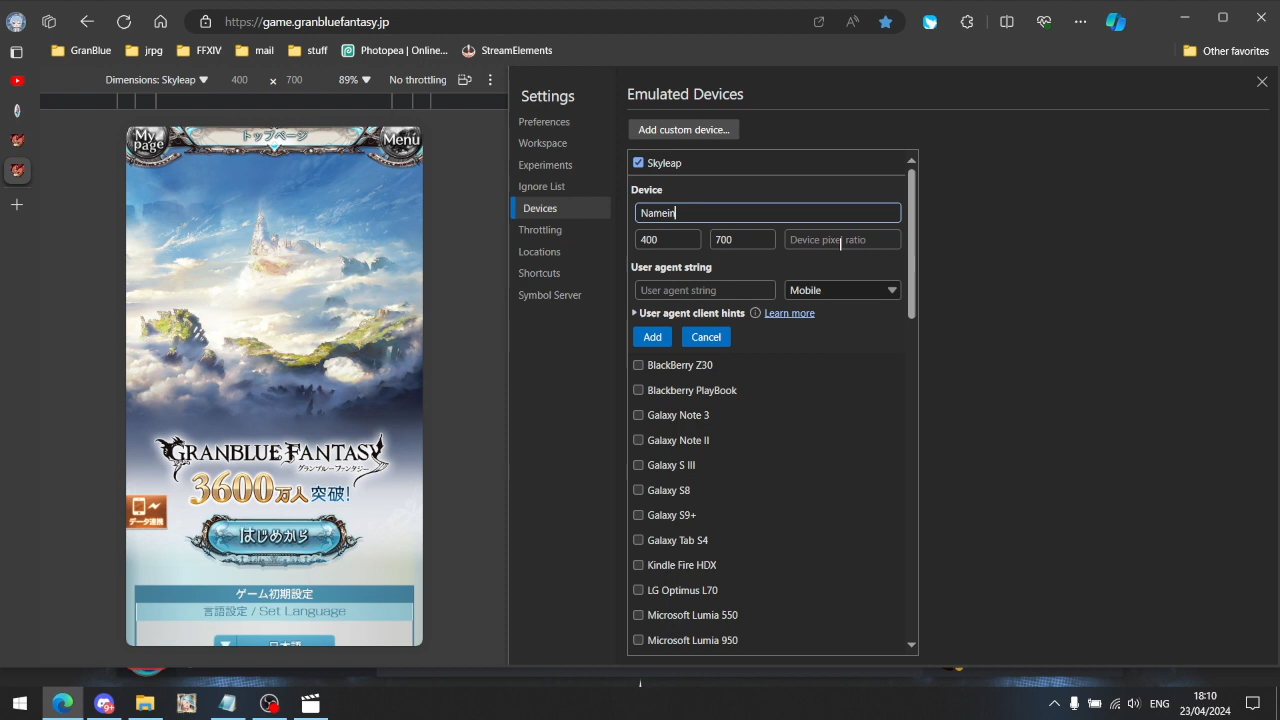 https://game.granbluefantasy.jp
GranBlue
jrpg
FFXIV
mail
stuff
Photopea | Online...
StreamElements
Other favorites
Dimensions: Skyleap
400
×
700
89%
No throttling
My page
トップページ
Menu
GRANBLUE FANTASY
グランブルーファンタジー
3600万人突破!
データ連携
はじめから
ゲーム初期設定
言語設定 / Set Language
日本語
Settings
Preferences
Workspace
Experiments
Ignore List
Devices
Throttling
Locations
Shortcuts
Symbol Server
Emulated Devices
Add custom device...
Skyleap
Device
Namein
400
700
Device pixel ratio
User agent string
User agent string
Mobile
User agent client hints
Learn more
Add
Cancel
BlackBerry Z30
Blackberry PlayBook
Galaxy Note 3
Galaxy Note II
Galaxy S III
Galaxy S8
Galaxy S9+
Galaxy Tab S4
Kindle Fire HDX
LG Optimus L70
Microsoft Lumia 550
Microsoft Lumia 950
ENG
18:10
23/04/2024